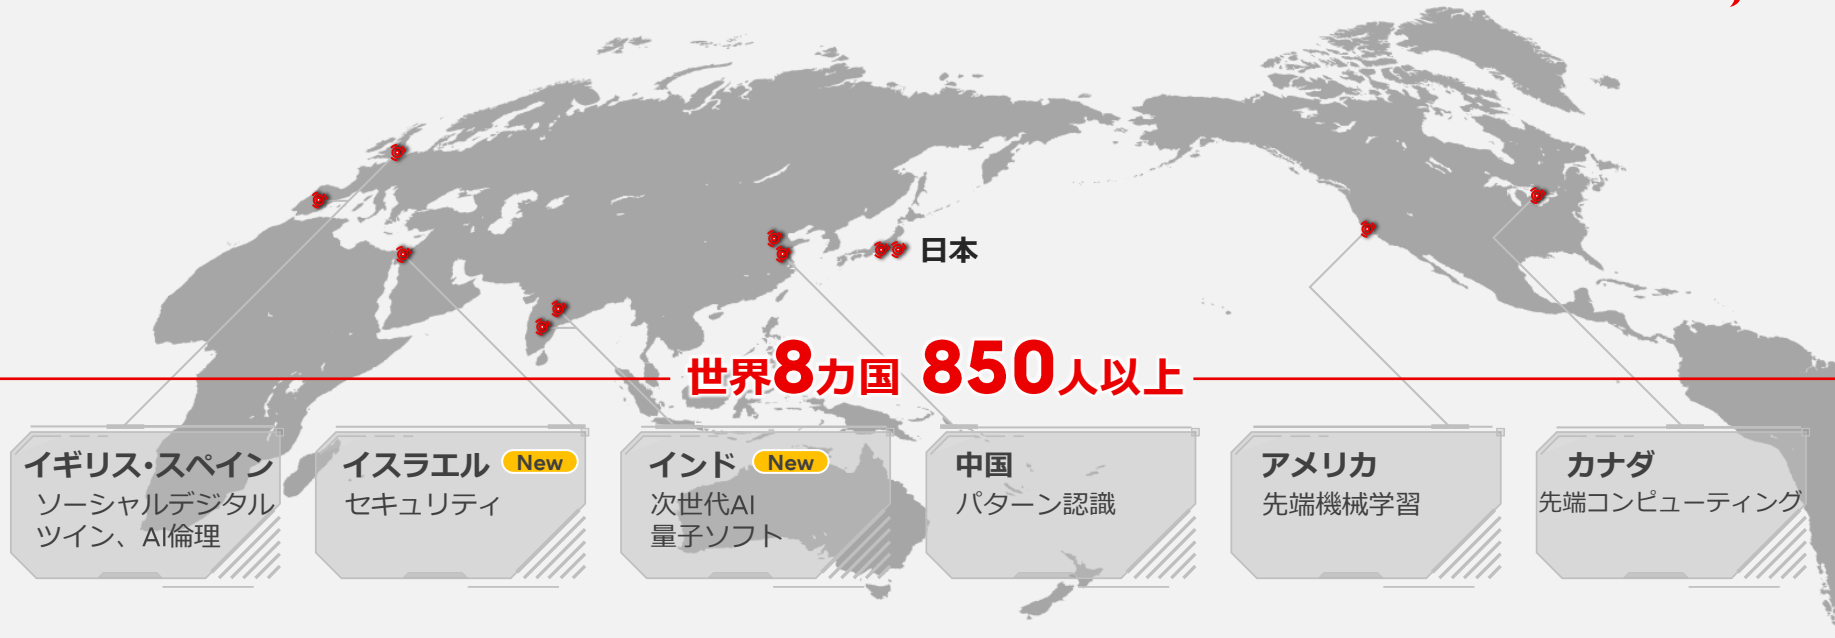 日本
世界8カ国 850人以上
イギリス・スペイン
ソーシャルデジタル
ツイン、AI倫理
イスラエル New
セキュリティ
インド New
次世代AI
量子ソフト
中国
パターン認識
アメリカ
先端機械学習
カナダ
先端コンピューティング